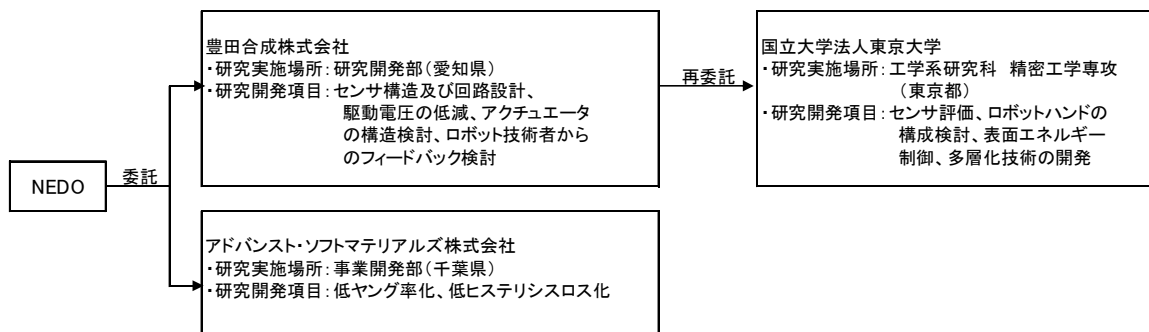 NEDO
委託
豊田合成株式会社
・研究実施場所：研究開発部（愛知県）
・研究開発項目：センサ構造及び回路設計、
駆動電圧の低減、アクチュエータ
の構造検討、ロボット技術者から
のフィードバック検討
再委託
国立大学法人東京大学
・研究実施場所：工学系研究科　精密工学専攻
（東京都）
・研究開発項目：センサ評価、ロボットハンドの
構成検討、表面エネルギー
制御、多層化技術の開発
アドバンスト・ソフトマテリアルズ株式会社
・研究実施場所：事業開発部（千葉県）
・研究開発項目：低ヤング率化、低ヒステリシスロス化